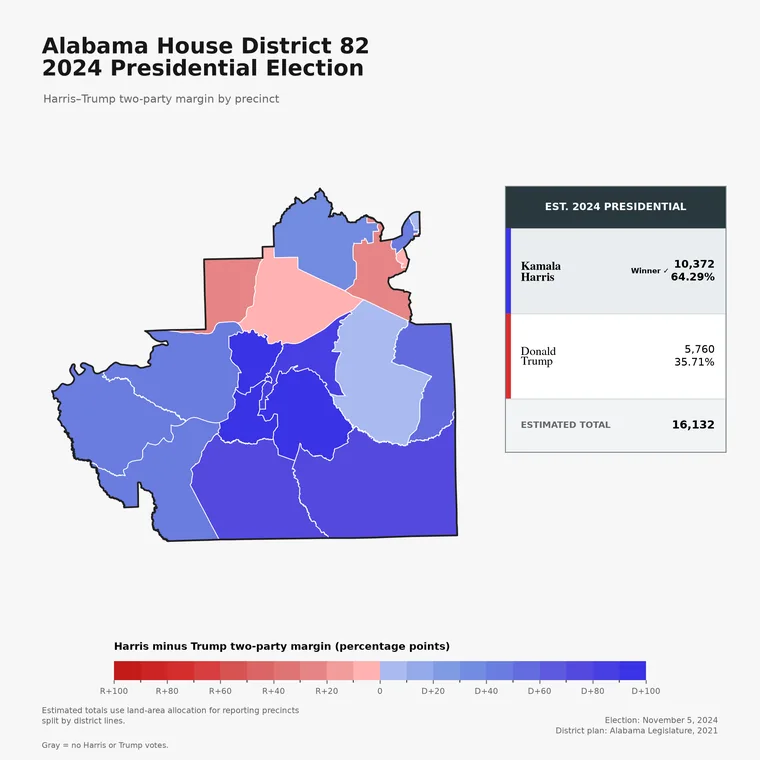 Alabama House District 82
2024 Presidential Election
Harris–Trump two-party margin by precinct
EST. 2024 PRESIDENTIAL
Kamala
Harris
Winner ✓ 10,372
64.29%
Donald
Trump
5,760
35.71%
ESTIMATED TOTAL 16,132
Harris minus Trump two-party margin (percentage points)
R+100 R+80 R+60 R+40 R+20 0 D+20 D+40 D+60 D+80 D+100
Estimated totals use land-area allocation for reporting precincts
split by district lines.
Gray = no Harris or Trump votes.
Election: November 5, 2024
District plan: Alabama Legislature, 2021